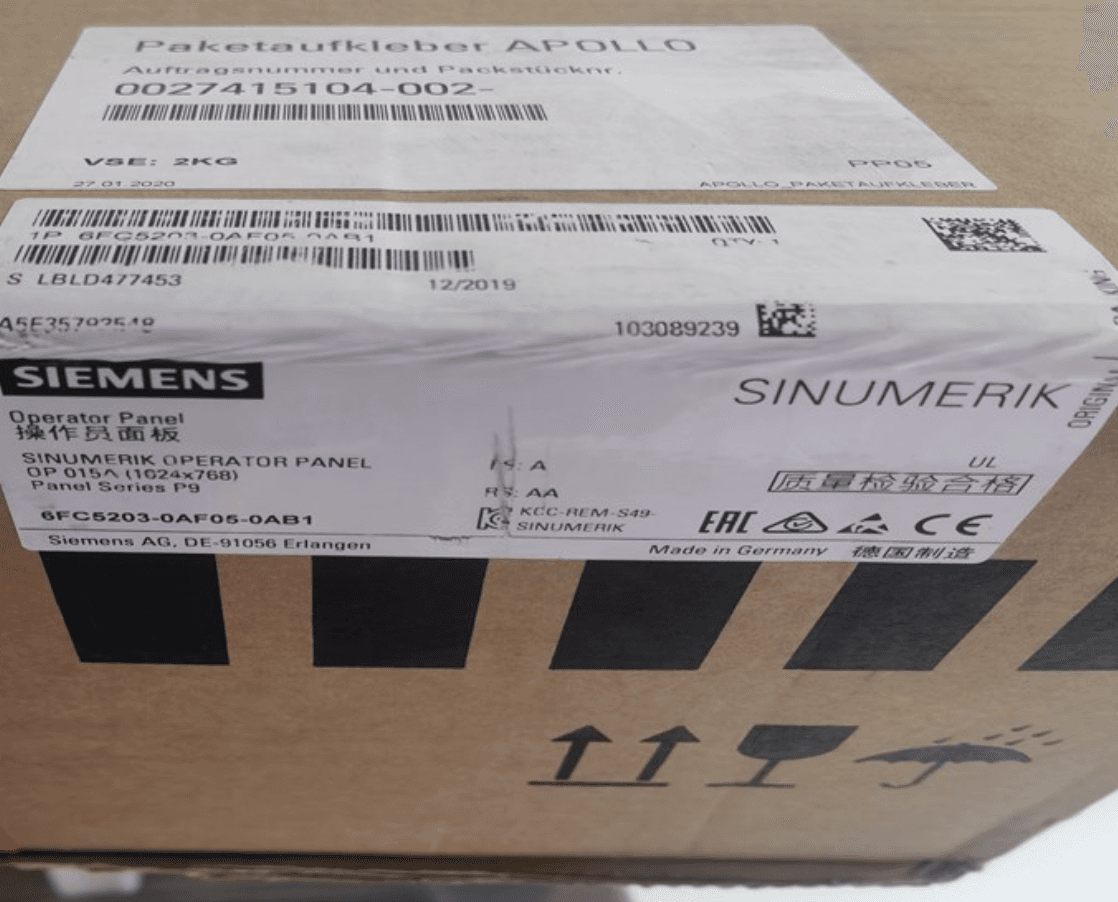 Paketaufkleber APOLLO
Auftragsnummer und Packstücknr.
0027415104-002-
VSE: 2KG
PP05
27.01.2020
APOLLO_PAKETAUFKLEBER
1P 6FC5203-0AF05-0AB1
QTY: 1
S LBLD477453
12/2019
103089239
SIEMENS
SINUMERIK
Operator Panel
操作员面板
SINUMERIK OPERATOR PANEL
OP 015A (1024x768)
Panel Series P9
6FC5203-0AF05-0AB1
FS: A
RS: AA
KCC-REM-S49-
SINUMERIK
UL
质量检验合格
EAC
CE
Siemens AG, DE-91056 Erlangen
Made in Germany 德国制造